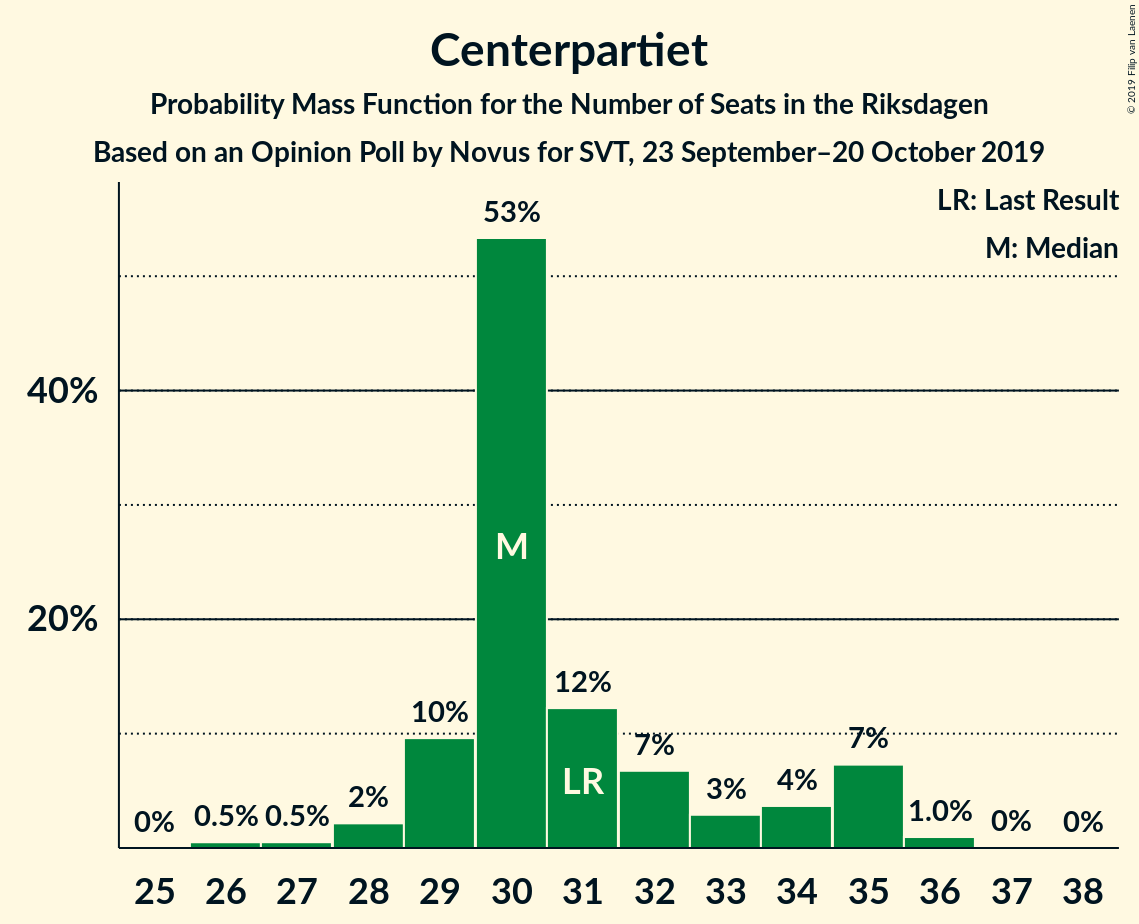 Centerpartiet
Probability Mass Function for the Number of Seats in the Riksdagen
Based on an Opinion Poll by Novus for SVT, 23 September–20 October 2019
© 2019 Filip van Laenen
LR: Last Result
M: Median
53%
40%
20%
M
12%
10%
7%
7%
LR
4%
3%
2%
0%
0.5%
0.5%
1.0%
0%
0%
25 26 27 28 29 30 31 32 33 34 35 36 37 38